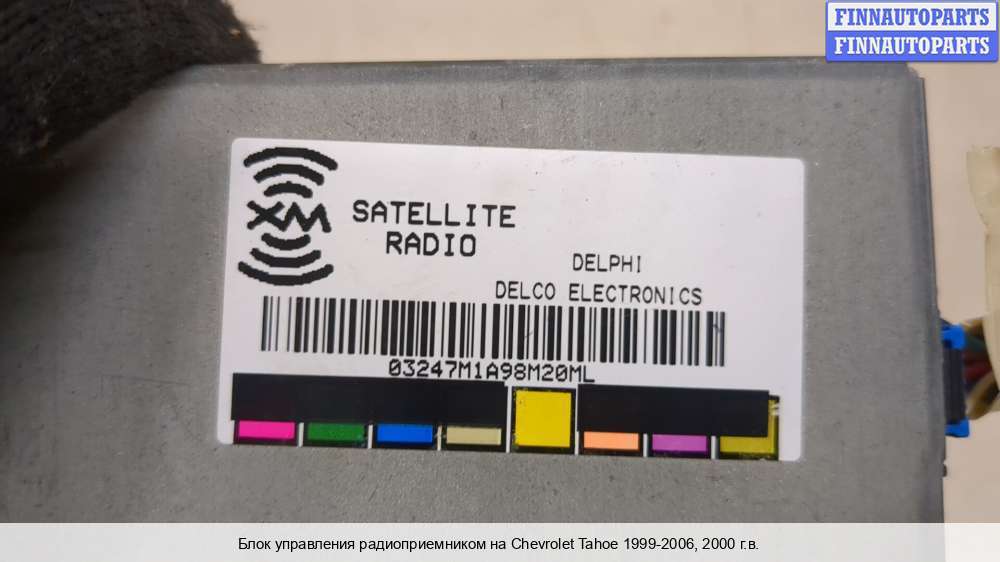 FINNAUTOPARTS
FINNAUTOPARTS
XM
SATELLITE
RADIO
DELPHI
DELCO ELECTRONICS
03247M1A98M20ML
Блок управления радиоприемником на Chevrolet Tahoe 1999-2006, 2000 г.в.